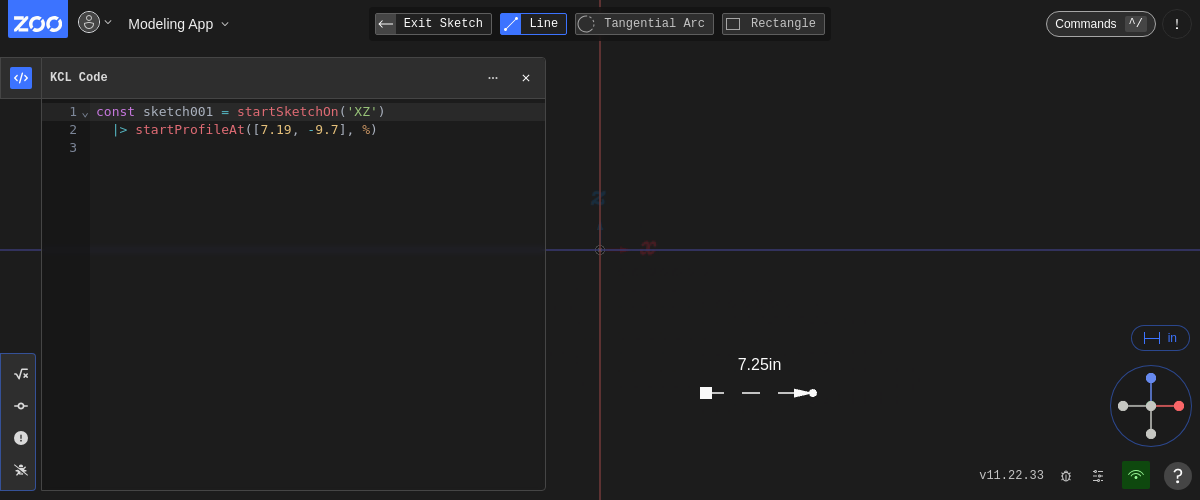 ZOO
Modeling App
Exit Sketch
Line
Tangential Arc
Rectangle
Commands ^/
!
KCL Code
1 const sketch001 = startSketchOn('XZ')
2 |> startProfileAt([7.19, -9.7], %)
3
z
x
in
7.25in
v11.22.33
?